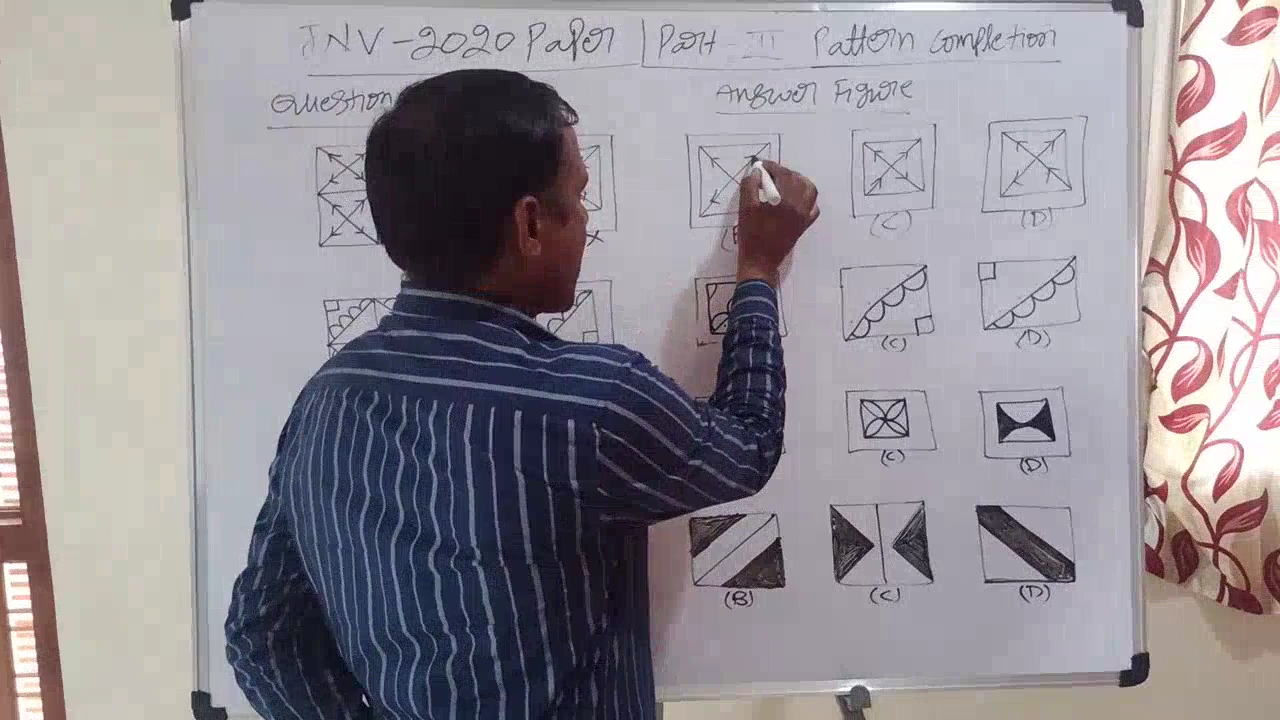 JNV-2020 Paper | Part-III Pattern completion
Question
Answer Figure
(C)
(D)
(C)
(D)
(C)
(D)
(B)
(C)
(D)